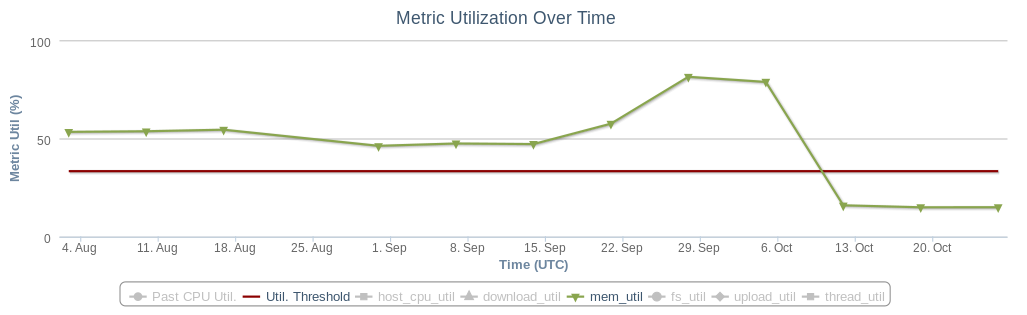 Metric Utilization Over Time
100
50
0
Metric Util (%)
4. Aug 11. Aug 18. Aug 25. Aug 1. Sep 8. Sep 15. Sep 22. Sep 29. Sep 6. Oct 13. Oct 20. Oct
Time (UTC)
Past CPU Util. Util. Threshold host_cpu_util download_util mem_util fs_util upload_util thread_util